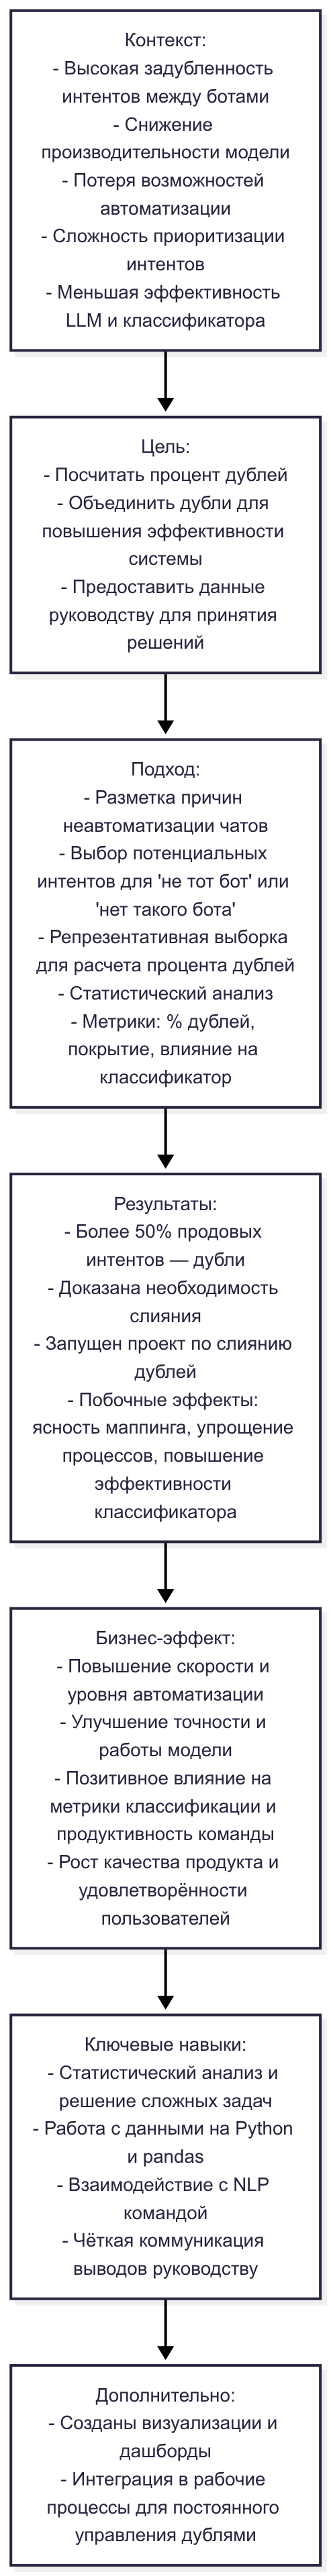 Контекст:
- Высокая задубленность
интентов между ботами
- Снижение
производительности модели
- Потеря возможностей
автоматизации
- Сложность приоритизации
интентов
- Меньшая эффективность
LLM и классификатора
Цель:
- Посчитать процент дублей
- Объединить дубли для
повышения эффективности
системы
- Предоставить данные
руководству для принятия
решений
Подход:
- Разметка причин
неавтоматизации чатов
- Выбор потенциальных
интентов для 'не тот бот' или
'нет такого бота'
- Репрезентативная выборка
для расчета процента дублей
- Статистический анализ
- Метрики: % дублей,
покрытие, влияние на
классификатор
Результаты:
- Более 50% продовых
интентов — дубли
- Доказана необходимость
слияния
- Запущен проект по слиянию
дублей
- Побочные эффекты:
ясность маппинга, упрощение
процессов, повышение
эффективности
классификатора
Бизнес-эффект:
- Повышение скорости и
уровня автоматизации
- Улучшение точности и
работы модели
- Позитивное влияние на
метрики классификации и
продуктивность команды
- Рост качества продукта и
удовлетворённости
пользователей
Ключевые навыки:
- Статистический анализ и
решение сложных задач
- Работа с данными на Python
и pandas
- Взаимодействие с NLP
командой
- Чёткая коммуникация
выводов руководству
Дополнительно:
- Созданы визуализации и
дашборды
- Интеграция в рабочие
процессы для постоянного
управления дублями